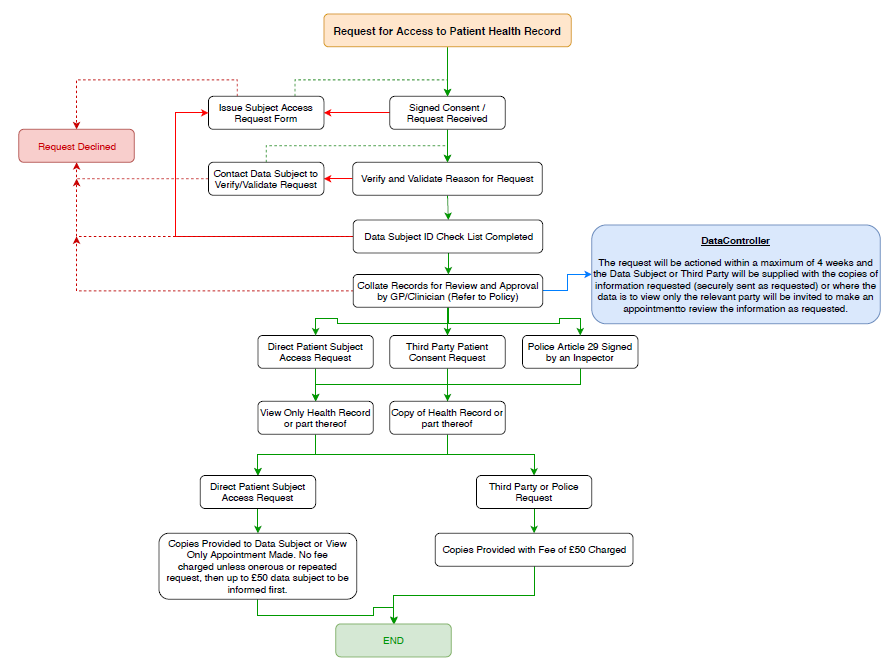 Request for Access to Patient Health Record
Issue Subject Access
Request Form
Signed Consent /
Request Received
Request Declined
Contact Data Subject to
Verify/Validate Request
Verify and Validate Reason for Request
Data Subject ID Check List Completed
DataController
The request will be actioned within a maximum of 4 weeks and
the Data Subject or Third Party will be supplied with the copies of
information requested (securely sent as requested) or where the
data is to view only the relevant party will be invited to make an
appointmentto review the information as requested.
Collate Records for Review and Approval
by GP/Clinician (Refer to Policy)
Direct Patient Subject
Access Request
Third Party Patient
Consent Request
Police Article 29 Signed
by an Inspector
View Only Health Record
or part thereof
Copy of Health Record or
part thereof
Direct Patient Subject
Access Request
Third Party or Police
Request
Copies Provided to Data Subject or View
Only Appointment Made. No fee
charged unless onerous or repeated
request, then up to £50 data subject to be
informed first.
Copies Provided with Fee of £50 Charged
END